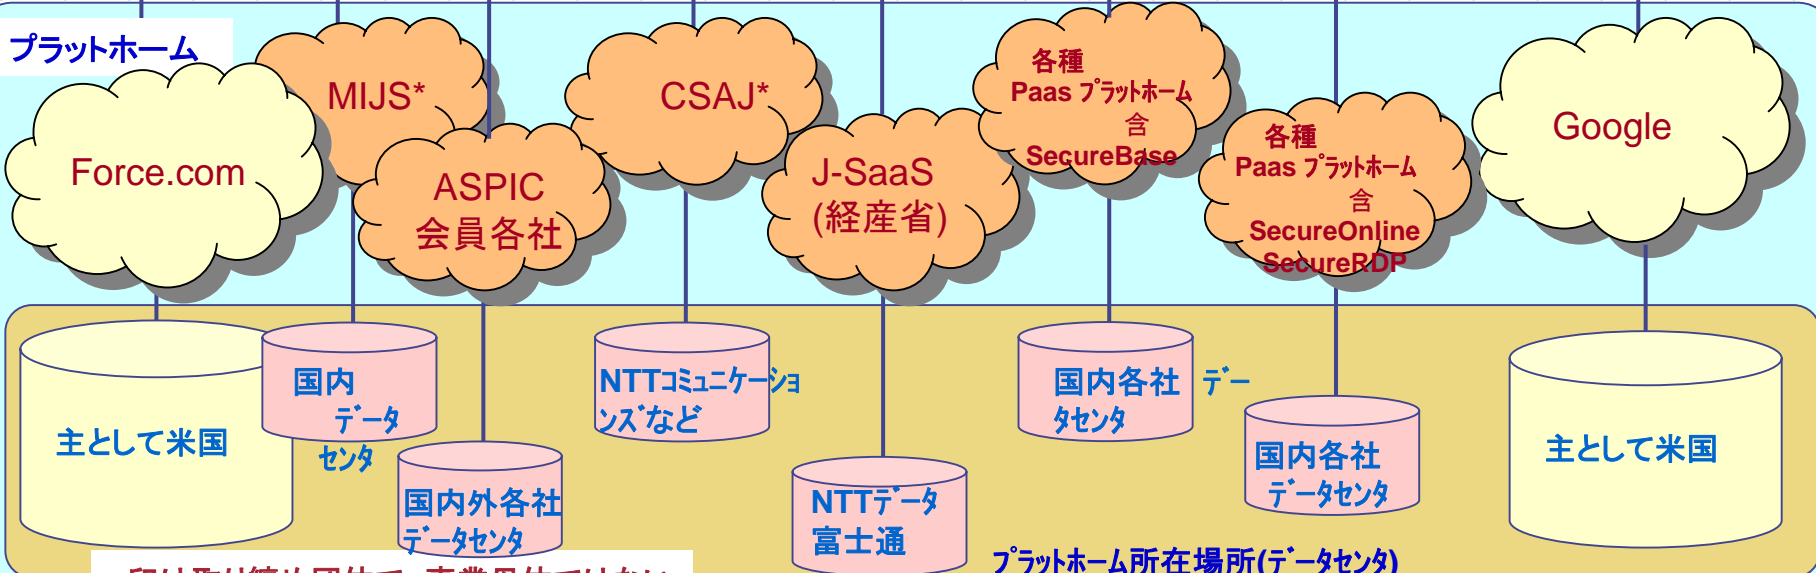 プラットホーム
Force.com
MIJS*
ASPIC
会員各社
CSAJ*
J-SaaS
(経産省)
各種
Paas プラットホーム
含
SecureBase
各種
Paas プラットホーム
含
SecureOnline
SecureRDP
Google
主として米国
国内
データ
センタ
国内外各社
データセンタ
NTTコミュニケーショ
ンズなど
NTTデータ
富士通
国内各社 デー
タセンタ
国内各社
データセンタ
主として米国
プラットホーム所在場所(データセンタ)